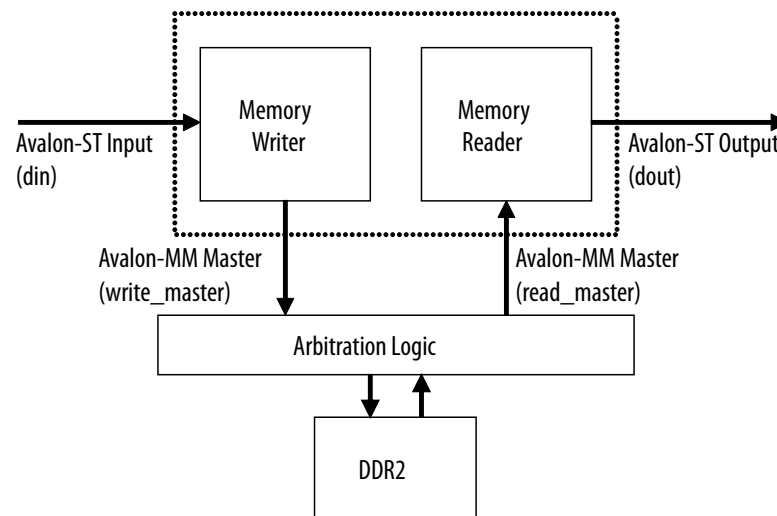 Memory
Writer
Memory
Reader
Avalon-ST Input
(din)
Avalon-ST Output
(dout)
Avalon-MM Master
(write_master)
Avalon-MM Master
(read_master)
Arbitration Logic
DDR2